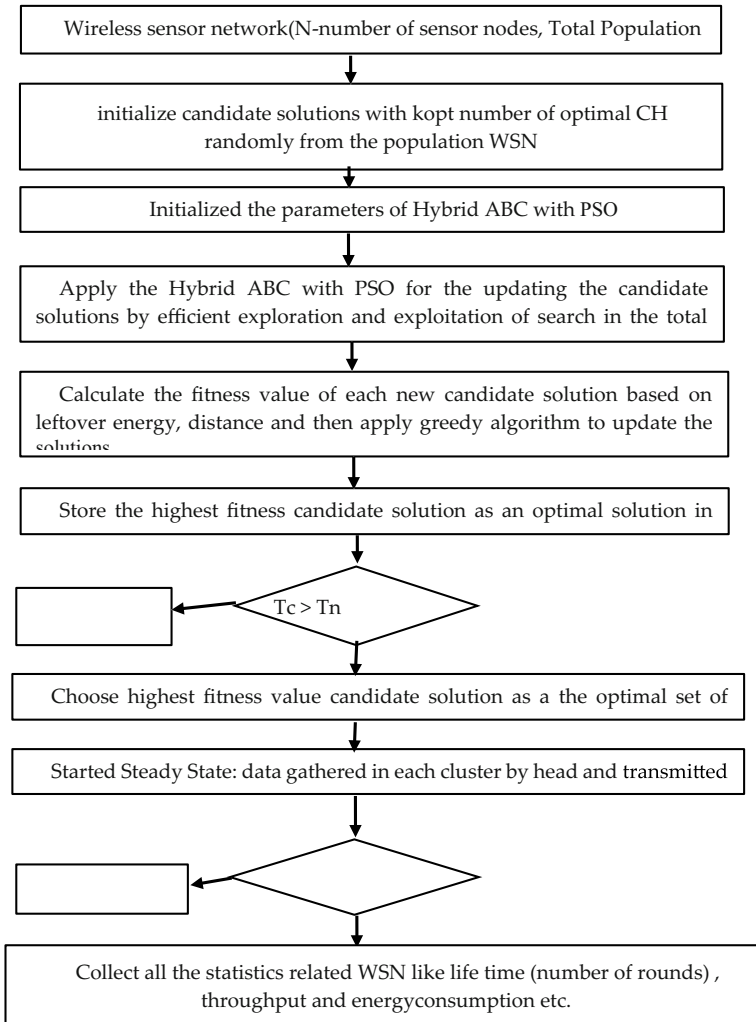 Wireless sensor network(N-number of sensor nodes, Total Population
initialize candidate solutions with kopt number of optimal CH
randomly from the population WSN
Initialized the parameters of Hybrid ABC with PSO
Apply the Hybrid ABC with PSO for the updating the candidate
solutions by efficient exploration and exploitation of search in the total
Calculate the fitness value of each new candidate solution based on
leftover energy, distance and then apply greedy algorithm to update the
solutions
Store the highest fitness candidate solution as an optimal solution in
Tc > Tn
Choose highest fitness value candidate solution as a the optimal set of
Started Steady State: data gathered in each cluster by head and transmitted
Collect all the statistics related WSN like life time (number of rounds) ,
throughput and energyconsumption etc.